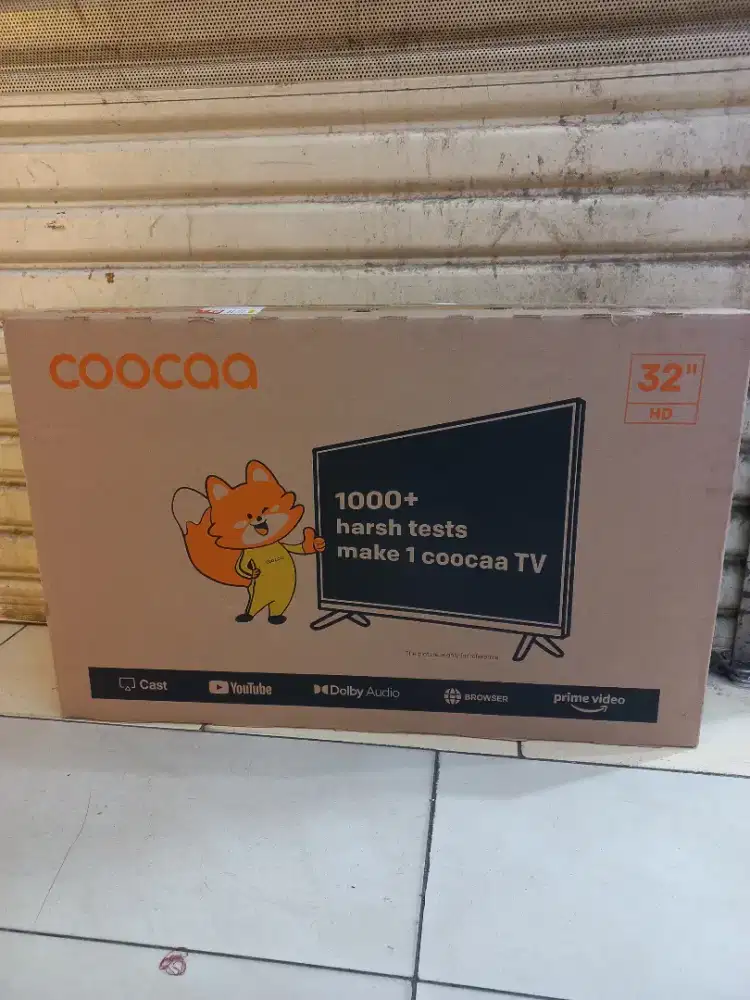 coocaa
32"
HD
1000+
harsh tests
make 1 coocaa TV
Cast
YouTube
Dolby Audio
BROWSER
prime video